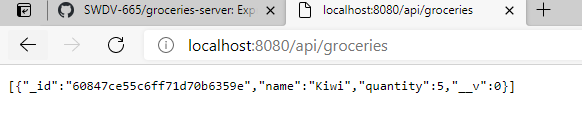 SWDV-665/groceries-server: Exp
localhost:8080/api/groceries
localhost:8080/api/groceries
[{"_id":"60847ce55c6ff71d70b6359e","name":"Kiwi","quantity":5,"__v":0}]